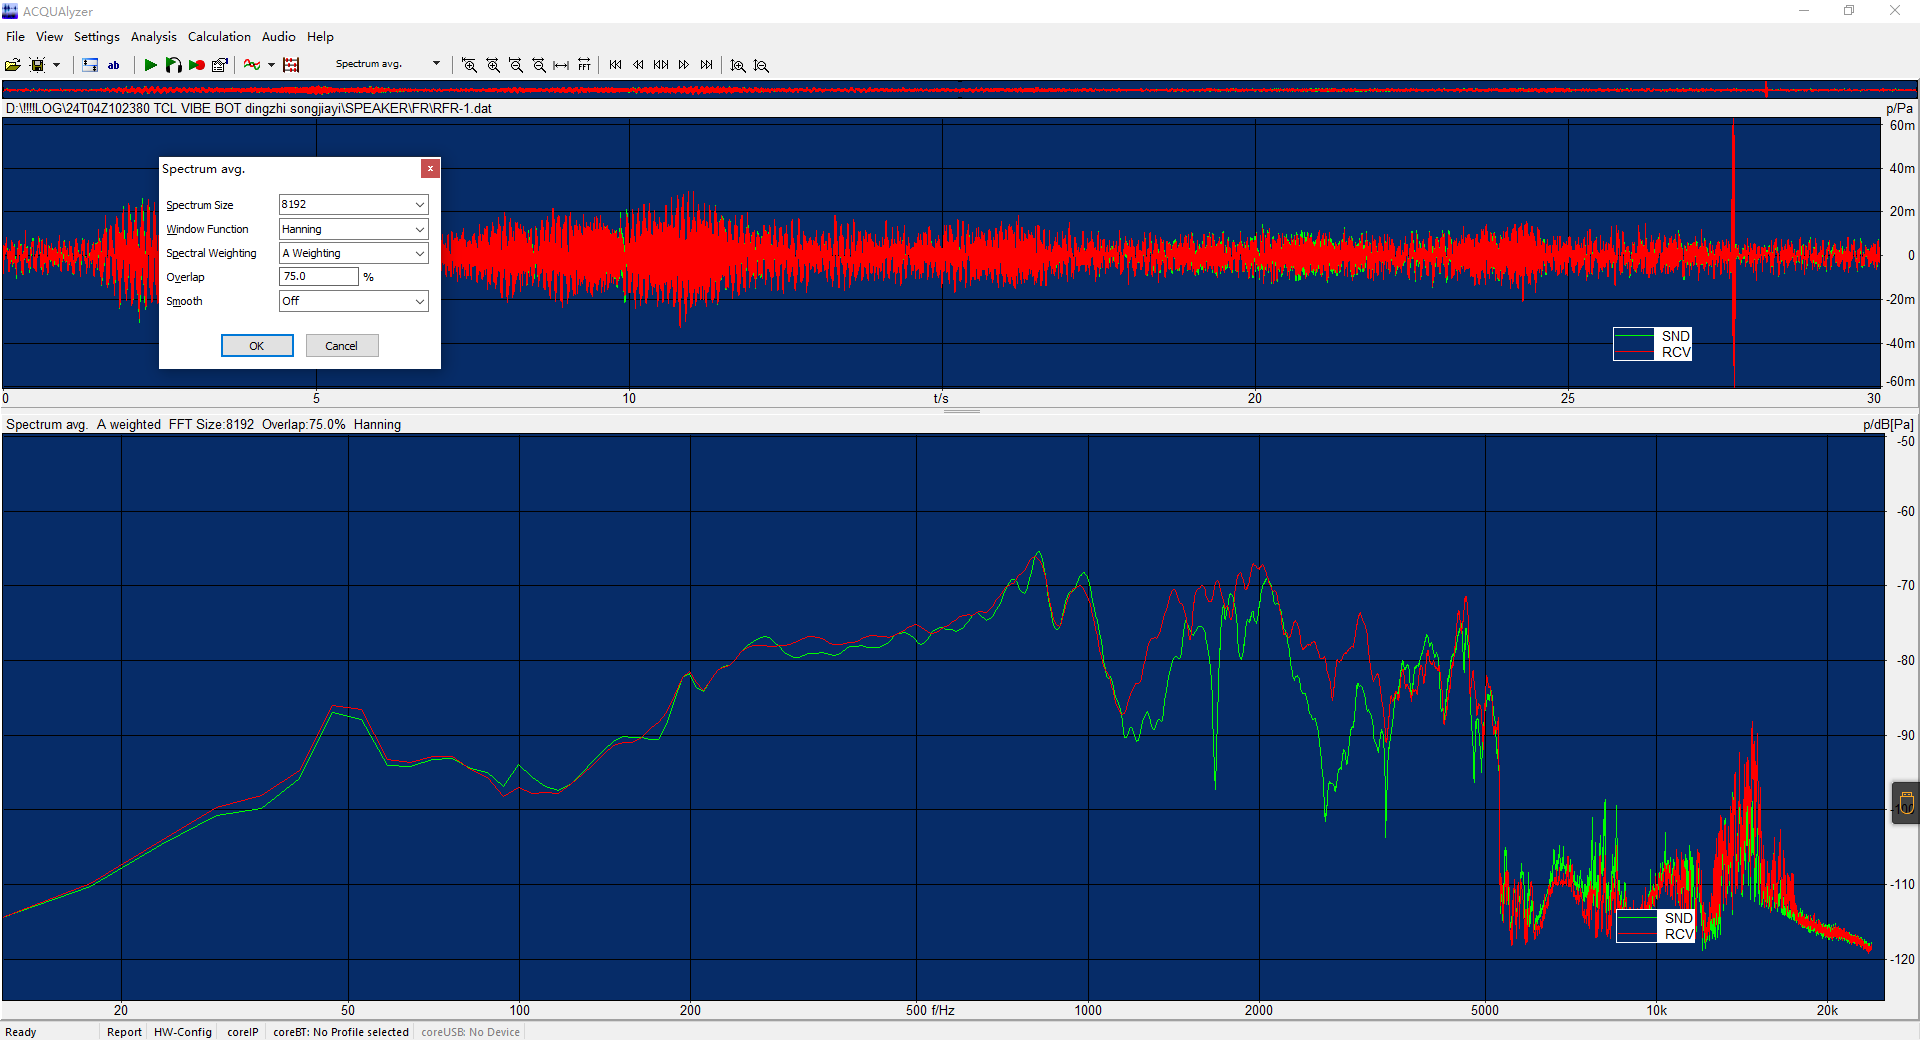 ACQUAlyzer
File View Settings Analysis Calculation Audio Help
ab Spectrum avg. FFT
D:\!!!!LOG\24T04Z102380 TCL VIBE BOT dingzhi songjiayi\SPEAKER\FR\RFR-1.dat p/Pa
60m
40m
20m
0
-20m
-40m
-60m
Spectrum avg.
Spectrum Size 8192
Window Function Hanning
Spectral Weighting A Weighting
Overlap 75.0 %
Smooth Off
OK Cancel
SND
RCV
0 5 10 t/s 20 25 30
Spectrum avg. A weighted FFT Size:8192 Overlap:75.0% Hanning p/dB[Pa]
-50
-60
-70
-80
-90
-110
-120
SND
RCV
20 50 100 200 500 f/Hz 1000 2000 5000 10k 20k
Ready Report HW-Config coreIP coreBT: No Profile selected coreUSB: No Device